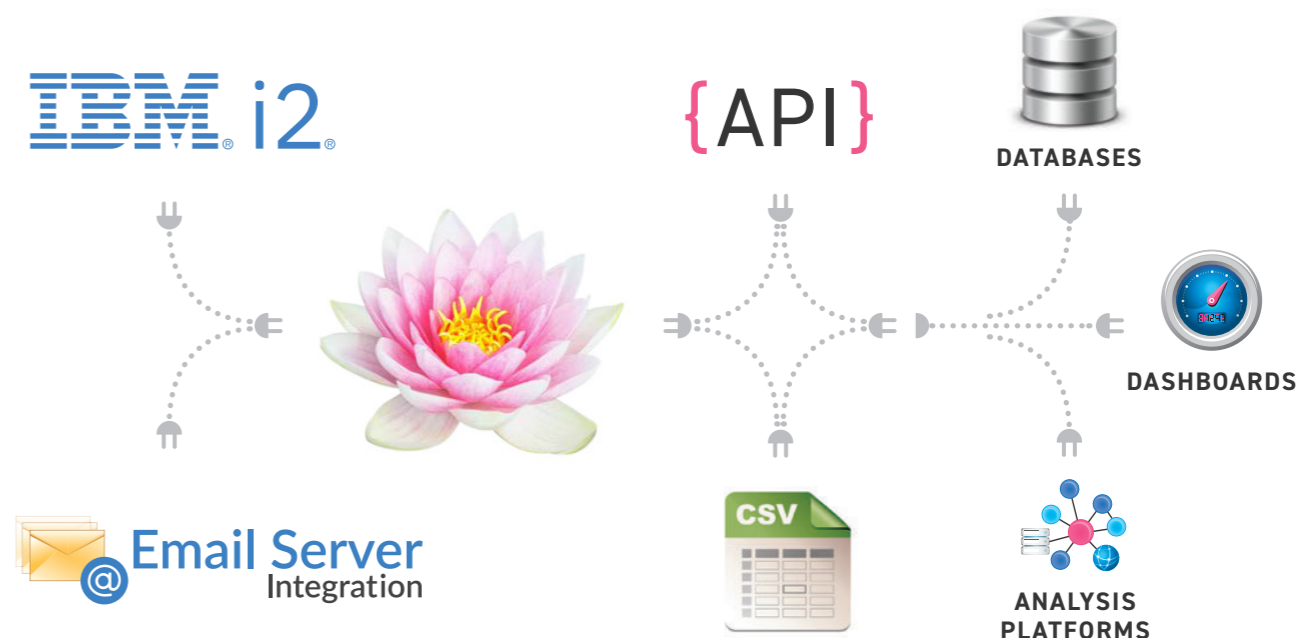 IBM® i2®
{API}
DATABASES
DASHBOARDS
@ Email Server
Integration
CSV
ANALYSIS
PLATFORMS